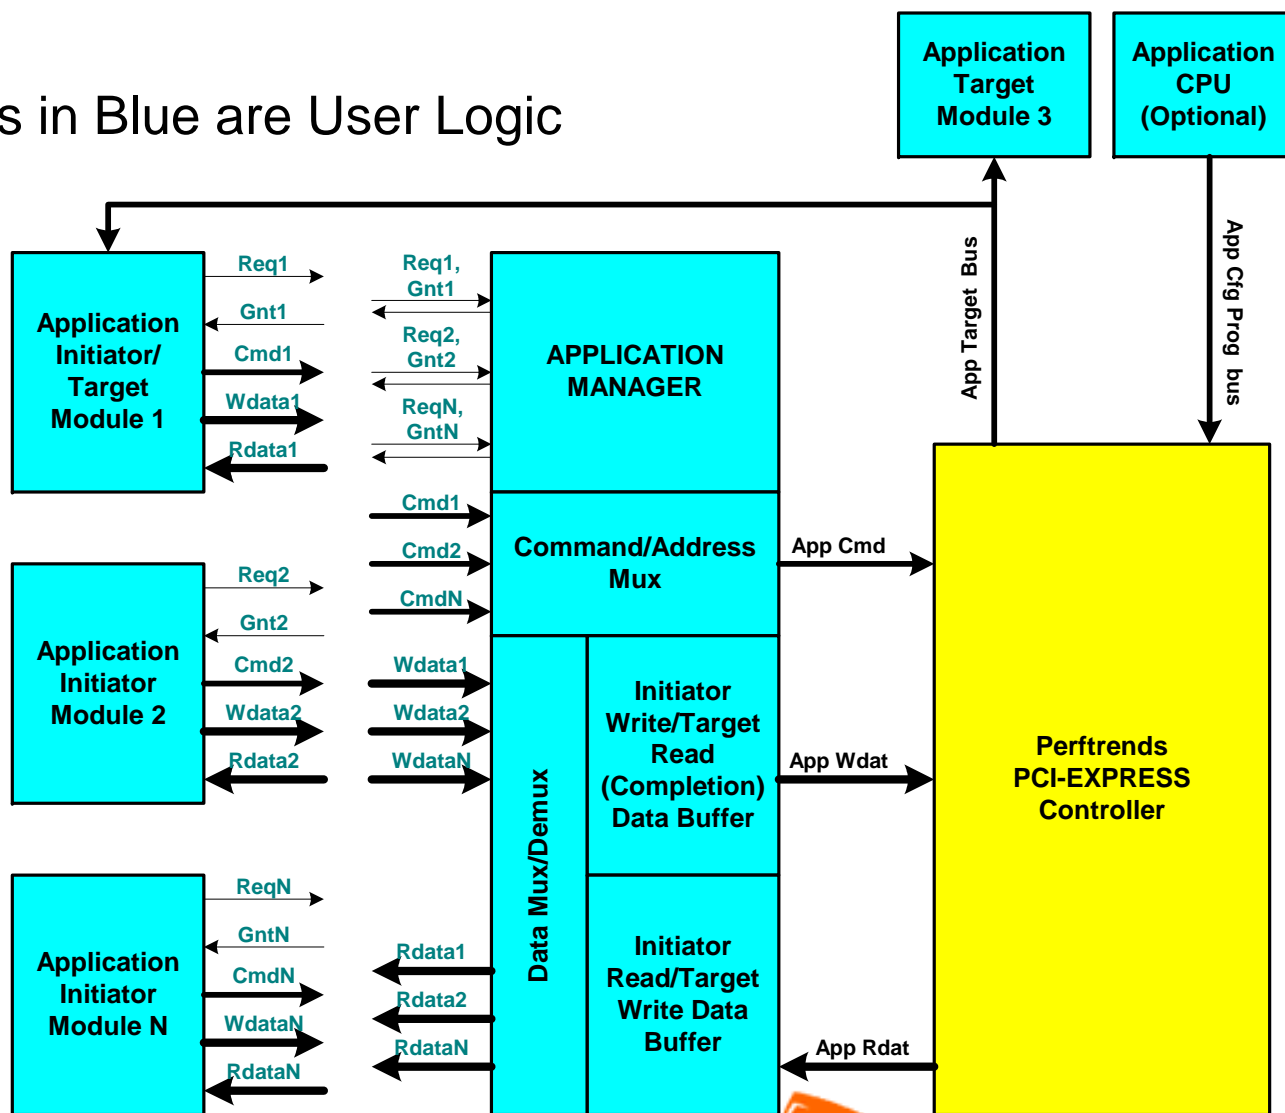 s in Blue are User Logic
Application
Target
Module 3
Application
CPU
(Optional)
App Target  Bus
App Cfg Prog  bus
Application
Initiator/
Target
Module 1
Req1
Gnt1
Cmd1
Wdata1
Rdata1
Req1,
Gnt1
Req2,
Gnt2
ReqN,
GntN
APPLICATION
MANAGER
Cmd1
Cmd2
CmdN
Command/Address
Mux
App Cmd
Application
Initiator
Module 2
Req2
Gnt2
Cmd2
Wdata2
Rdata2
Wdata1
Wdata2
WdataN
Data Mux/Demux
Initiator
Write/Target
Read
(Completion)
Data Buffer
App Wdat
Perftrends
PCI-EXPRESS
Controller
Application
Initiator
Module N
ReqN
GntN
CmdN
WdataN
RdataN
Rdata1
Rdata2
RdataN
Initiator
Read/Target
Write Data
Buffer
App Rdat